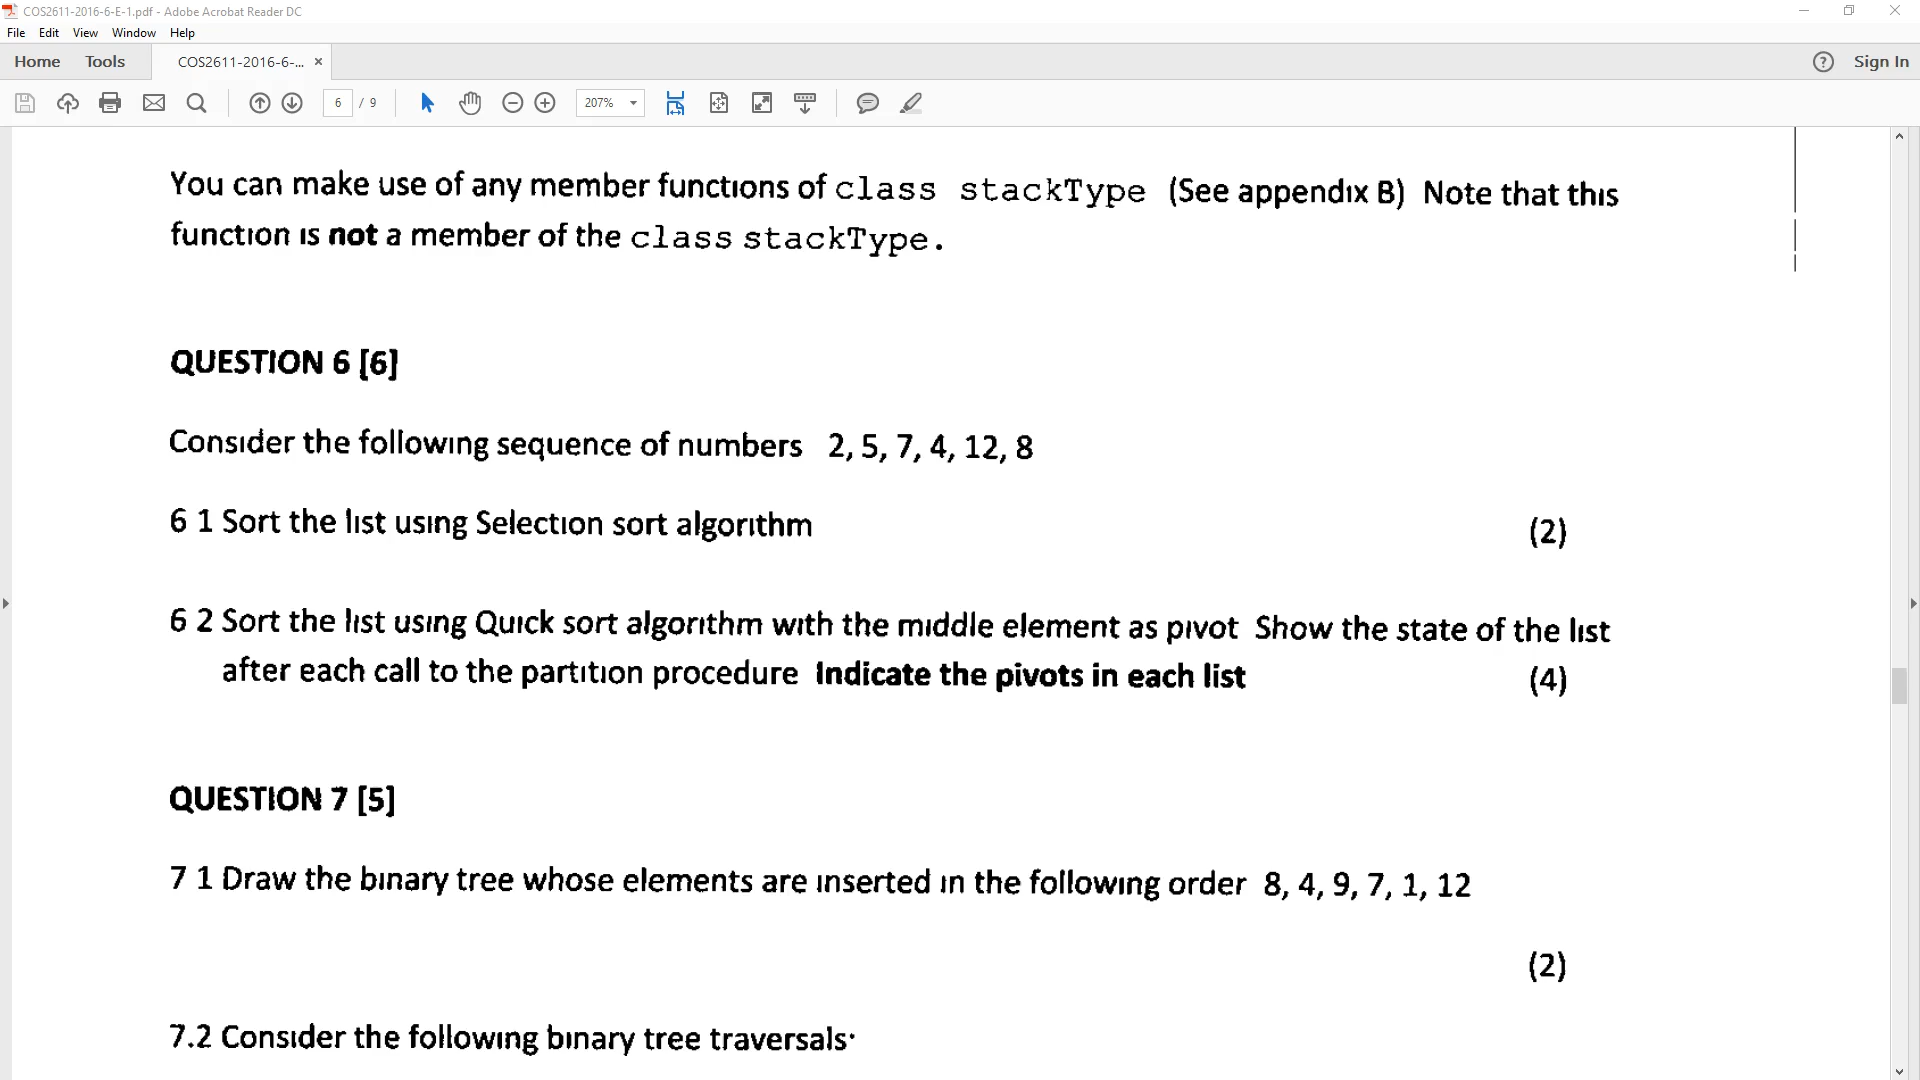 COS2611-2016-6-E-1.pdf - Adobe Acrobat Reader DC
File Edit View Window Help
Home Tools COS2611-2016-6-... × Sign In
6 / 9 207%
You can make use of any member functions of class stackType (See appendix B) Note that this
function is not a member of the class stackType.
QUESTION 6 [6]
Consider the following sequence of numbers 2, 5, 7, 4, 12, 8
6 1 Sort the list using Selection sort algorithm (2)
6 2 Sort the list using Quick sort algorithm with the middle element as pivot Show the state of the list
after each call to the partition procedure Indicate the pivots in each list (4)
QUESTION 7 [5]
7 1 Draw the binary tree whose elements are inserted in the following order 8, 4, 9, 7, 1, 12
(2)
7.2 Consider the following binary tree traversals·